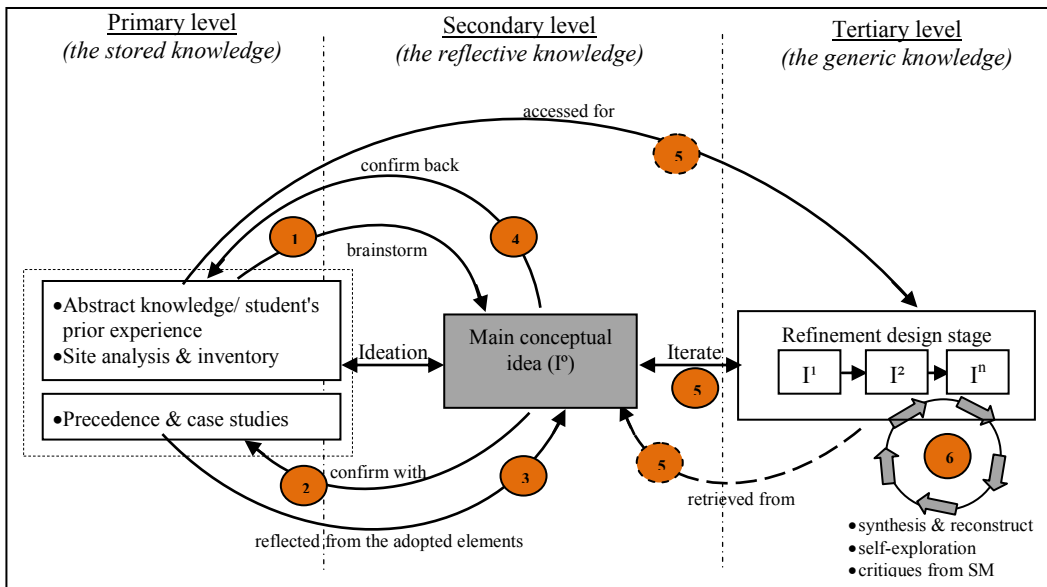 Primary level
(the stored knowledge)
Secondary level
(the reflective knowledge)
Tertiary level
(the generic knowledge)
accessed for
5
confirm back
1
4
brainstorm
•Abstract knowledge/ student's
prior experience
•Site analysis & inventory
Ideation
Main conceptual
idea (Iº)
Iterate
5
Refinement design stage
I¹
I²
Iⁿ
•Precedence & case studies
2
confirm with
3
5
retrieved from
6
reflected from the adopted elements
•synthesis & reconstruct
•self-exploration
•critiques from SM